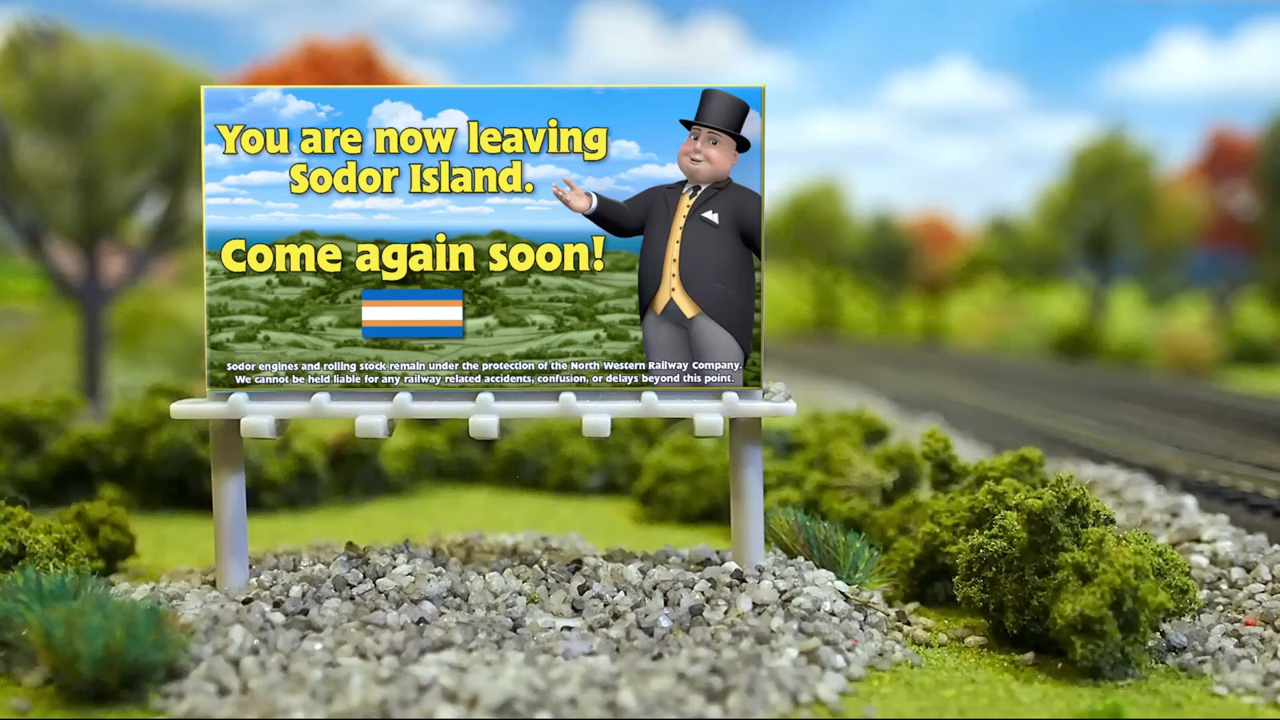 You are now leaving
Sodor Island.
Come again soon!
Sodor engines and rolling stock remain under the protection of the North Western Railway Company.
We cannot be held liable for any railway related accidents, confusion, or delays beyond this point.